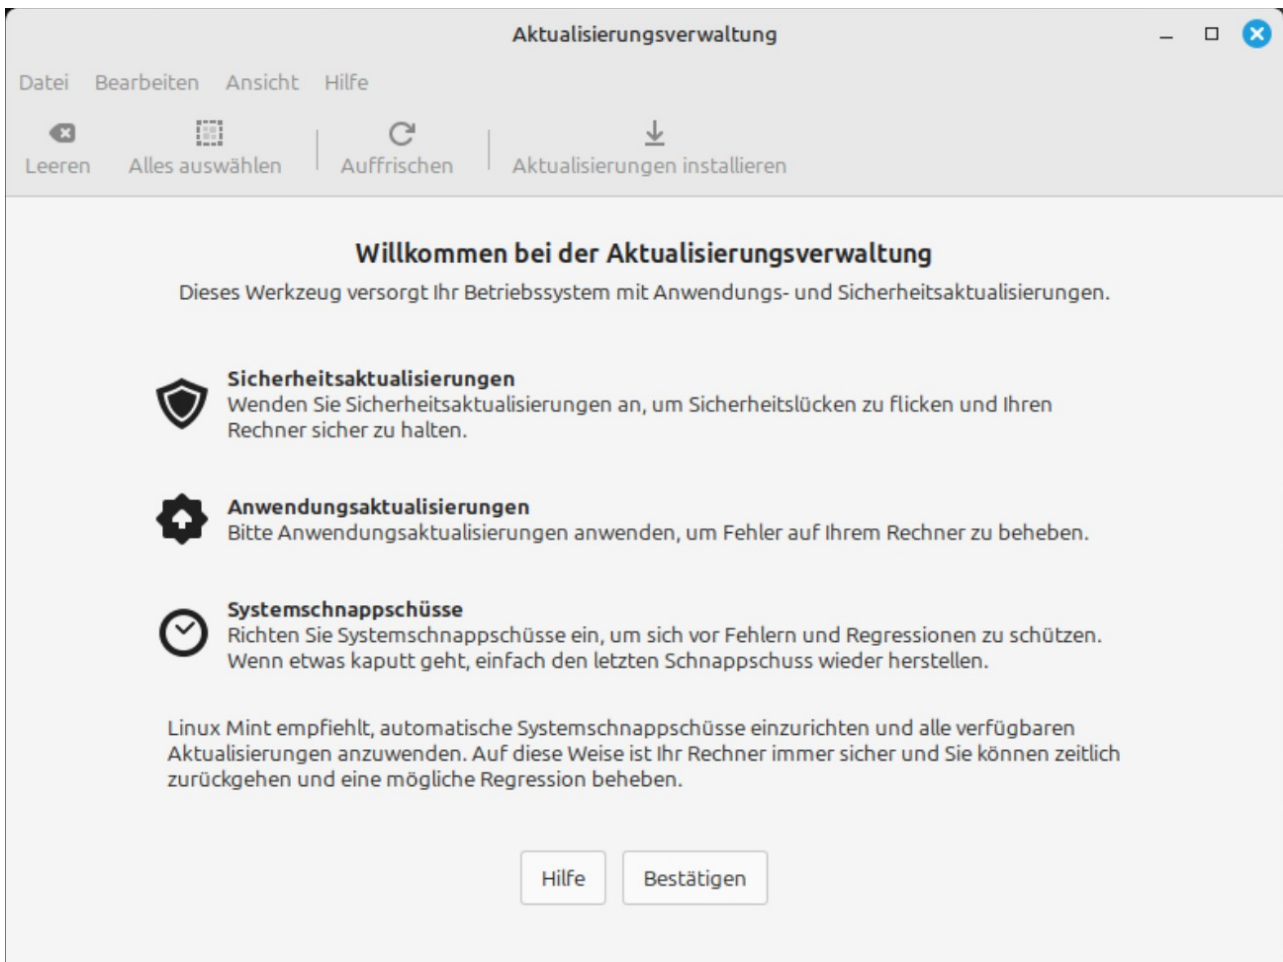 Aktualisierungsverwaltung
Datei Bearbeiten Ansicht Hilfe
Leeren Alles auswählen Auffrischen Aktualisierungen installieren
Willkommen bei der Aktualisierungsverwaltung
Dieses Werkzeug versorgt Ihr Betriebssystem mit Anwendungs- und Sicherheitsaktualisierungen.
Sicherheitsaktualisierungen
Wenden Sie Sicherheitsaktualisierungen an, um Sicherheitslücken zu flicken und Ihren
Rechner sicher zu halten.
Anwendungsaktualisierungen
Bitte Anwendungsaktualisierungen anwenden, um Fehler auf Ihrem Rechner zu beheben.
Systemschnappschüsse
Richten Sie Systemschnappschüsse ein, um sich vor Fehlern und Regressionen zu schützen.
Wenn etwas kaputt geht, einfach den letzten Schnappschuss wieder herstellen.
Linux Mint empfiehlt, automatische Systemschnappschüsse einzurichten und alle verfügbaren
Aktualisierungen anzuwenden. Auf diese Weise ist Ihr Rechner immer sicher und Sie können zeitlich
zurückgehen und eine mögliche Regression beheben.
Hilfe Bestätigen